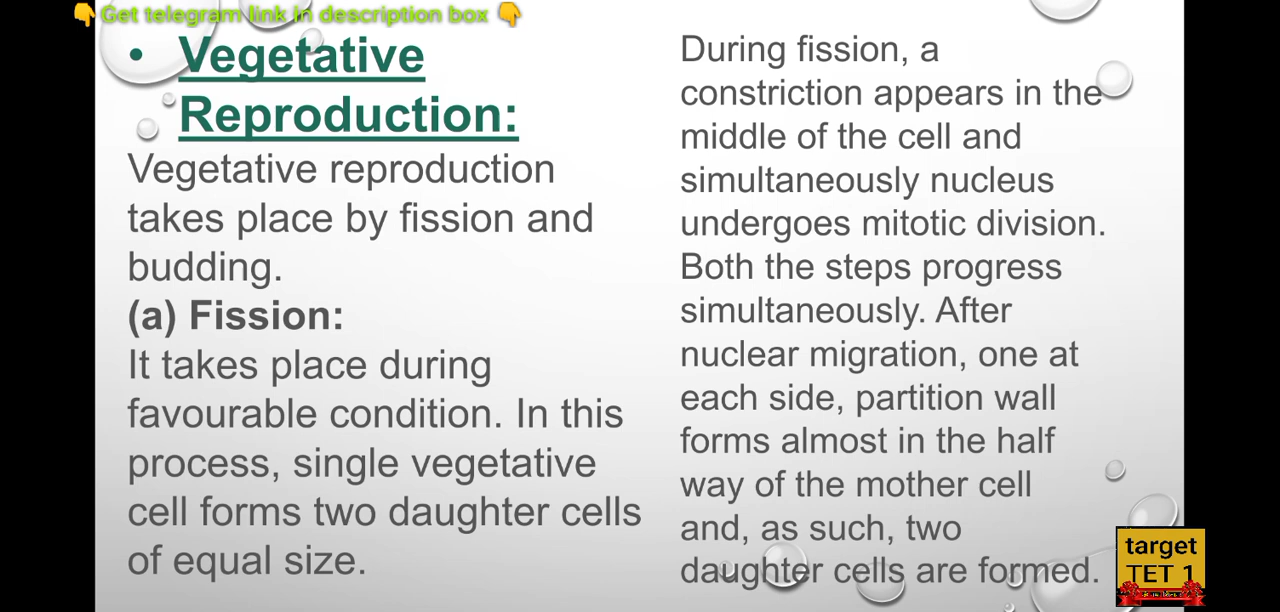 👇Get telegram link in description box 👇
• Vegetative
Reproduction:
Vegetative reproduction
takes place by fission and
budding.
(a) Fission:
It takes place during
favourable condition. In this
process, single vegetative
cell forms two daughter cells
of equal size.
During fission, a
constriction appears in the
middle of the cell and
simultaneously nucleus
undergoes mitotic division.
Both the steps progress
simultaneously. After
nuclear migration, one at
each side, partition wall
forms almost in the half
way of the mother cell
and, as such, two
daughter cells are formed.
target
TET 1